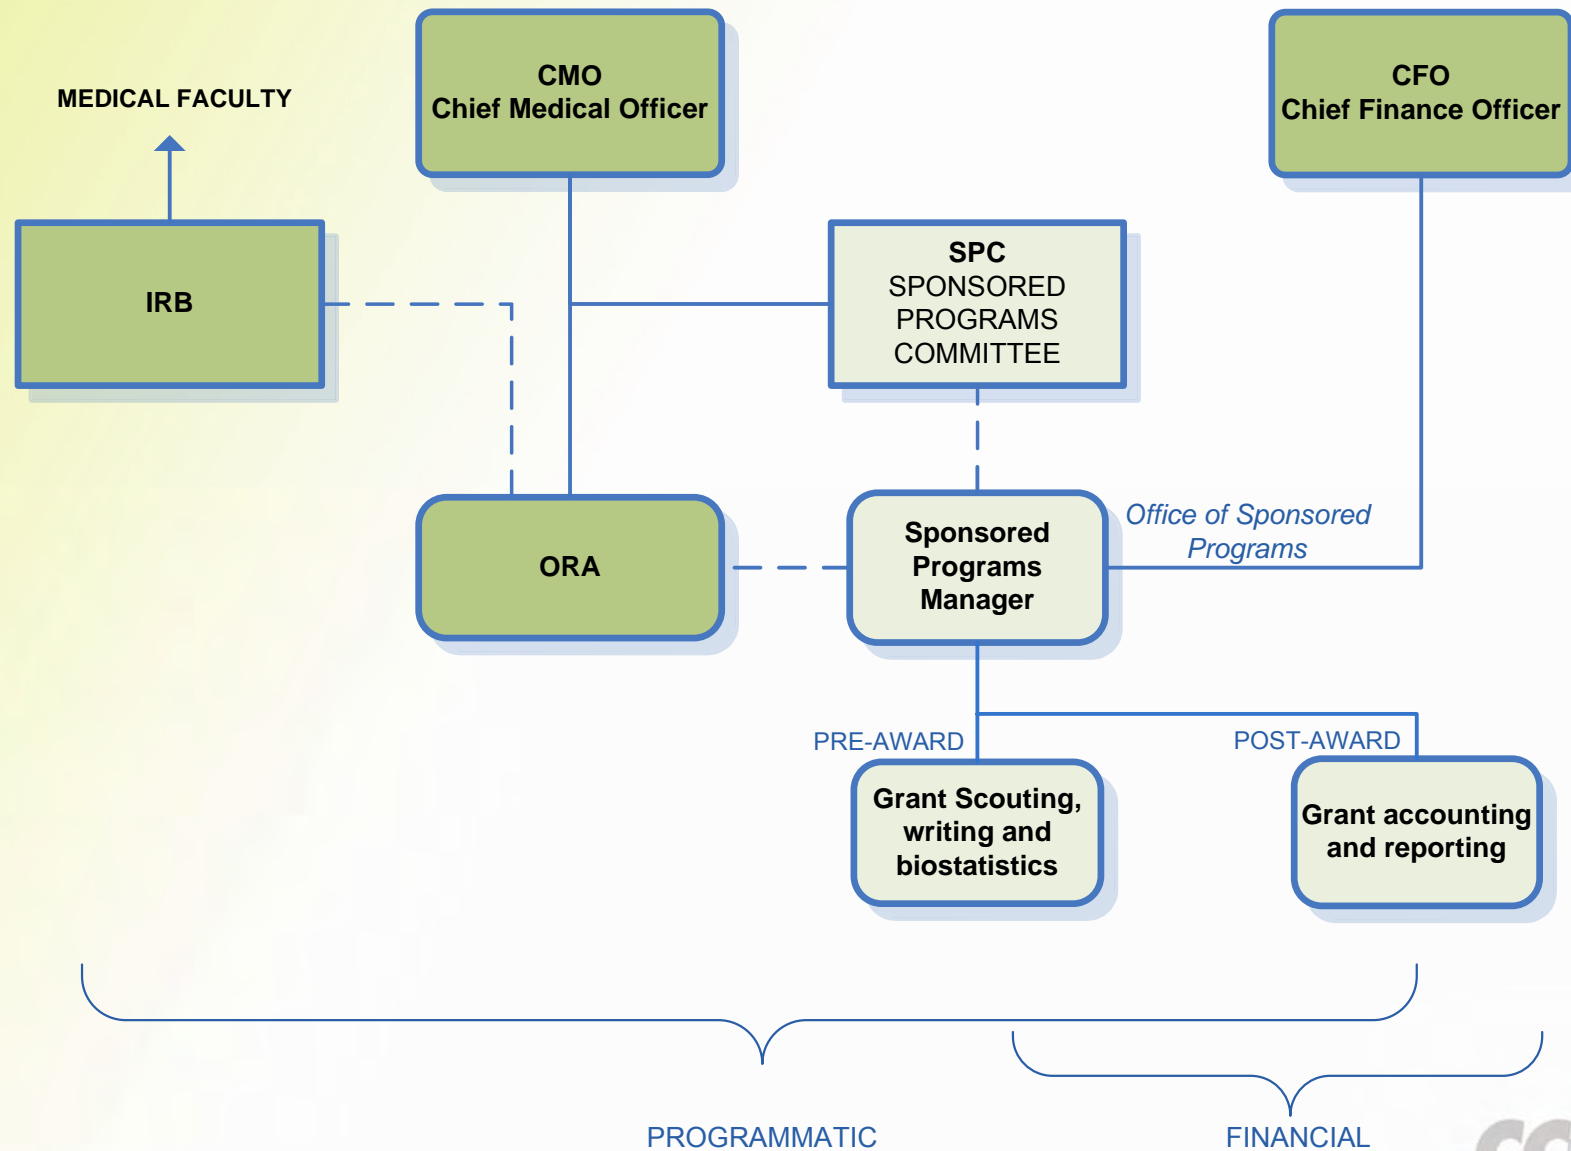 MEDICAL FACULTY
CMO
Chief Medical Officer
CFO
Chief Finance Officer
IRB
SPC
SPONSORED
PROGRAMS
COMMITTEE
ORA
Sponsored
Programs
Manager
Office of Sponsored
Programs
PRE-AWARD
POST-AWARD
Grant Scouting,
writing and
biostatistics
Grant accounting
and reporting
PROGRAMMATIC
FINANCIAL